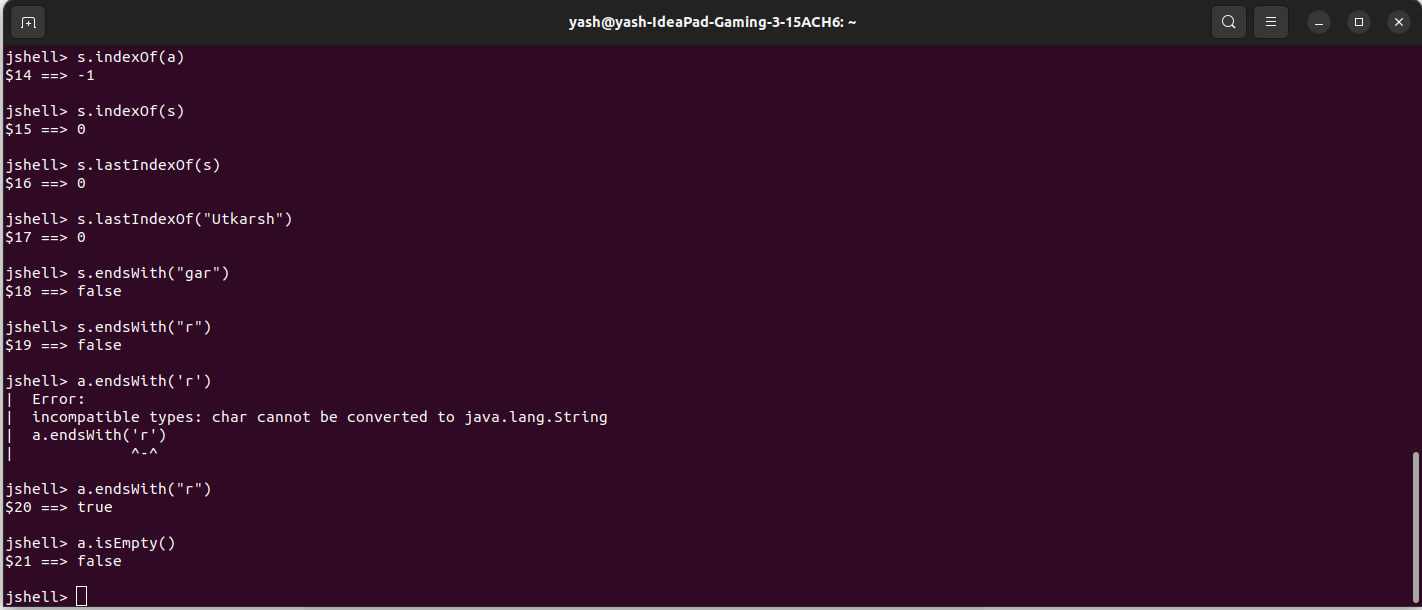 yash@yash-IdeaPad-Gaming-3-15ACH6: ~
jshell> s.indexOf(a)
$14 ==> -1
jshell> s.indexOf(s)
$15 ==> 0
jshell> s.lastIndexOf(s)
$16 ==> 0
jshell> s.lastIndexOf("Utkarsh")
$17 ==> 0
jshell> s.endsWith("gar")
$18 ==> false
jshell> s.endsWith("r")
$19 ==> false
jshell> a.endsWith('r')
|  Error:
|  incompatible types: char cannot be converted to java.lang.String
|  a.endsWith('r')
|             ^-^
jshell> a.endsWith("r")
$20 ==> true
jshell> a.isEmpty()
$21 ==> false
jshell>